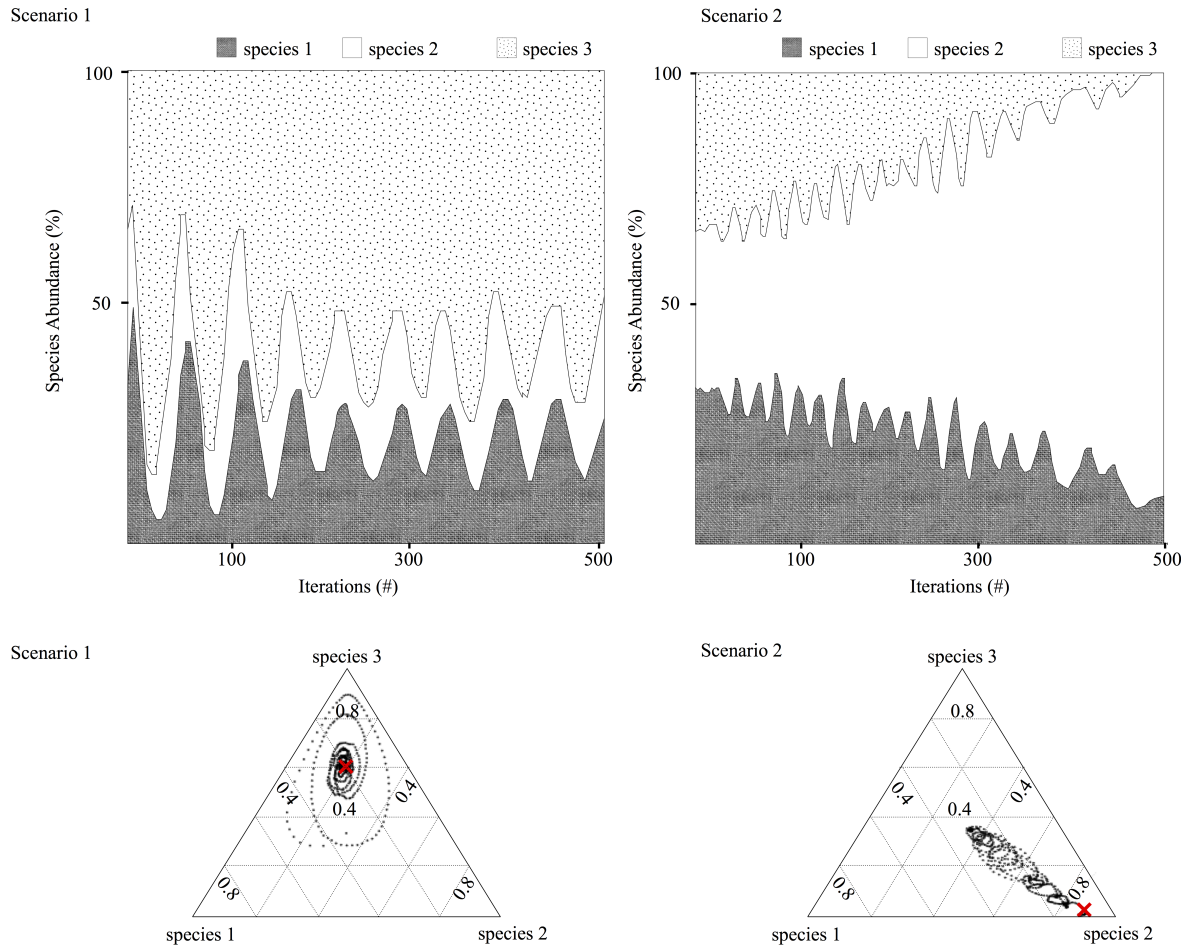 Scenario 1
species 1 species 2 species 3
100
50
Species Abundance (%)
100 300 500
Iterations (#)
Scenario 2
species 1 species 2 species 3
100
50
Species Abundance (%)
100 300 500
Iterations (#)
Scenario 1
species 3
0.8
0.4 0.4
0.4
0.8 0.8
species 1 species 2
Scenario 2
species 3
0.8
0.4 0.4
0.4
0.8 0.8
species 1 species 2